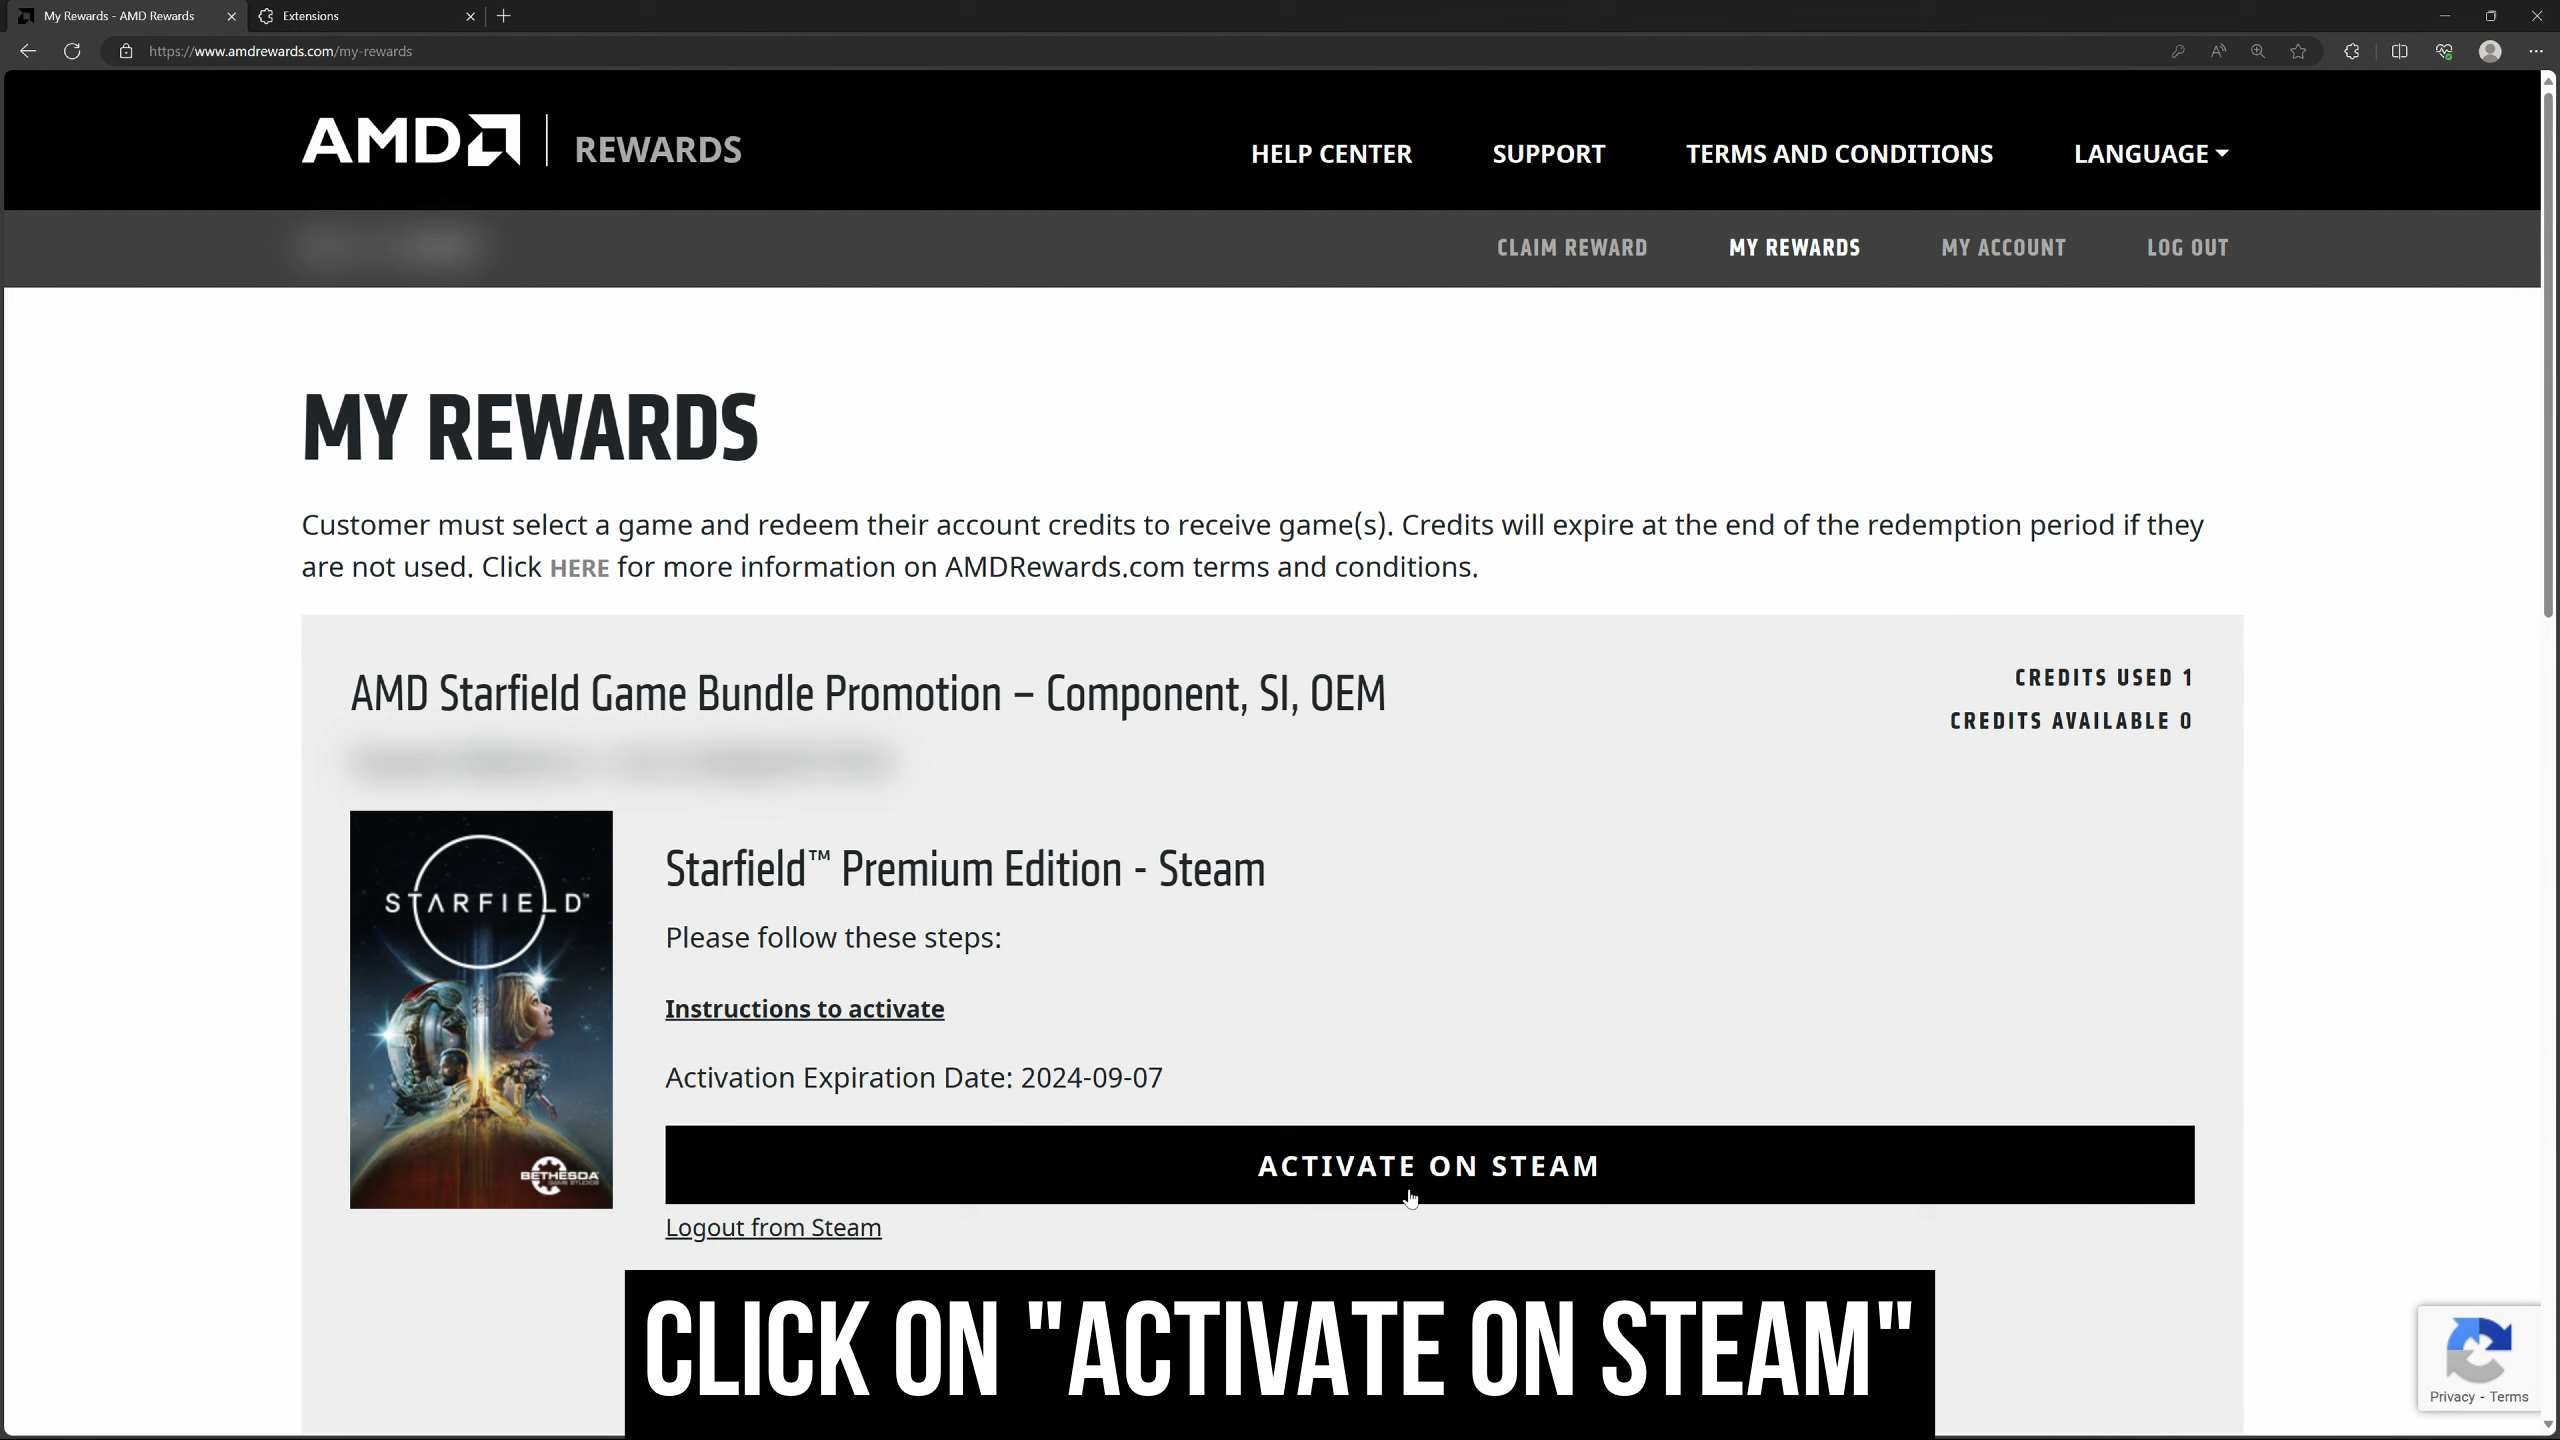 My Rewards - AMD Rewards
Extensions
https://www.amdrewards.com/my-rewards
AMD REWARDS
HELP CENTER
SUPPORT
TERMS AND CONDITIONS
LANGUAGE
CLAIM REWARD
MY REWARDS
MY ACCOUNT
LOG OUT
MY REWARDS
Customer must select a game and redeem their account credits to receive game(s). Credits will expire at the end of the redemption period if they
are not used. Click HERE for more information on AMDRewards.com terms and conditions.
AMD Starfield Game Bundle Promotion – Component, SI, OEM
CREDITS USED 1
CREDITS AVAILABLE 0
STARFIELD
BETHESDA
GAME STUDIOS
Starfield™ Premium Edition - Steam
Please follow these steps:
Instructions to activate
Activation Expiration Date: 2024-09-07
ACTIVATE ON STEAM
Logout from Steam
CLICK ON "ACTIVATE ON STEAM"
Privacy - Terms